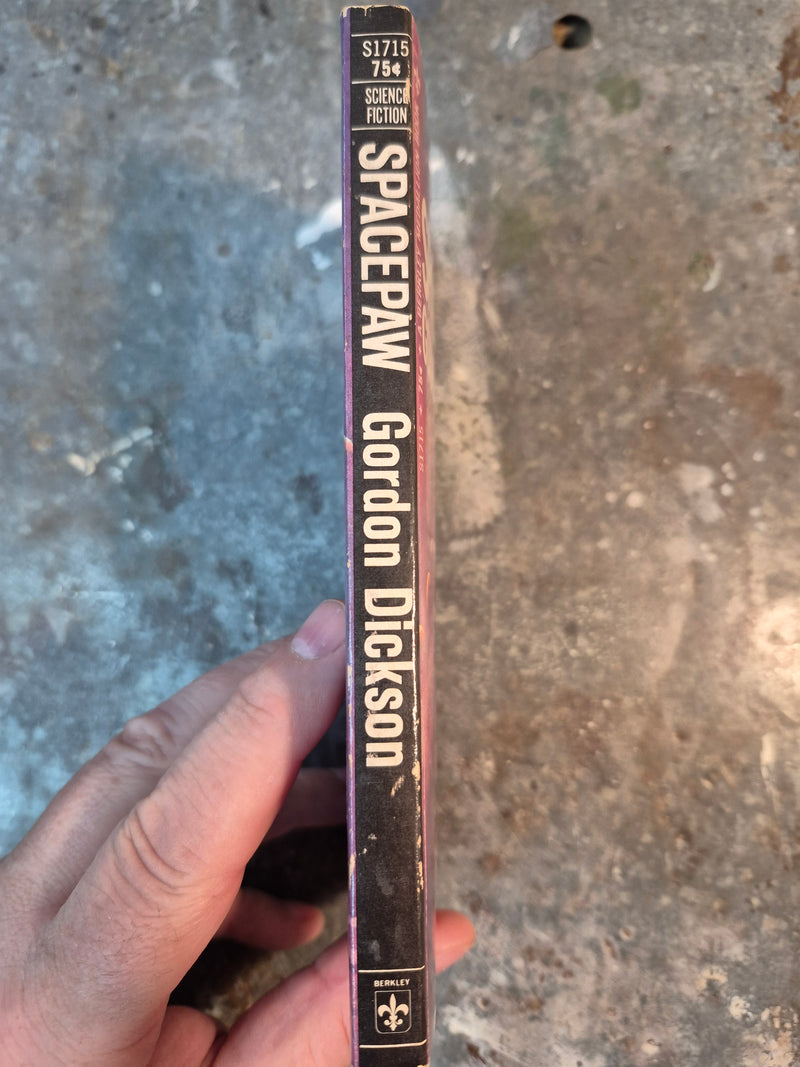 S1715
75¢
SCIENCE
FICTION
SPACEPAW Gordon Dickson
BERKLEY